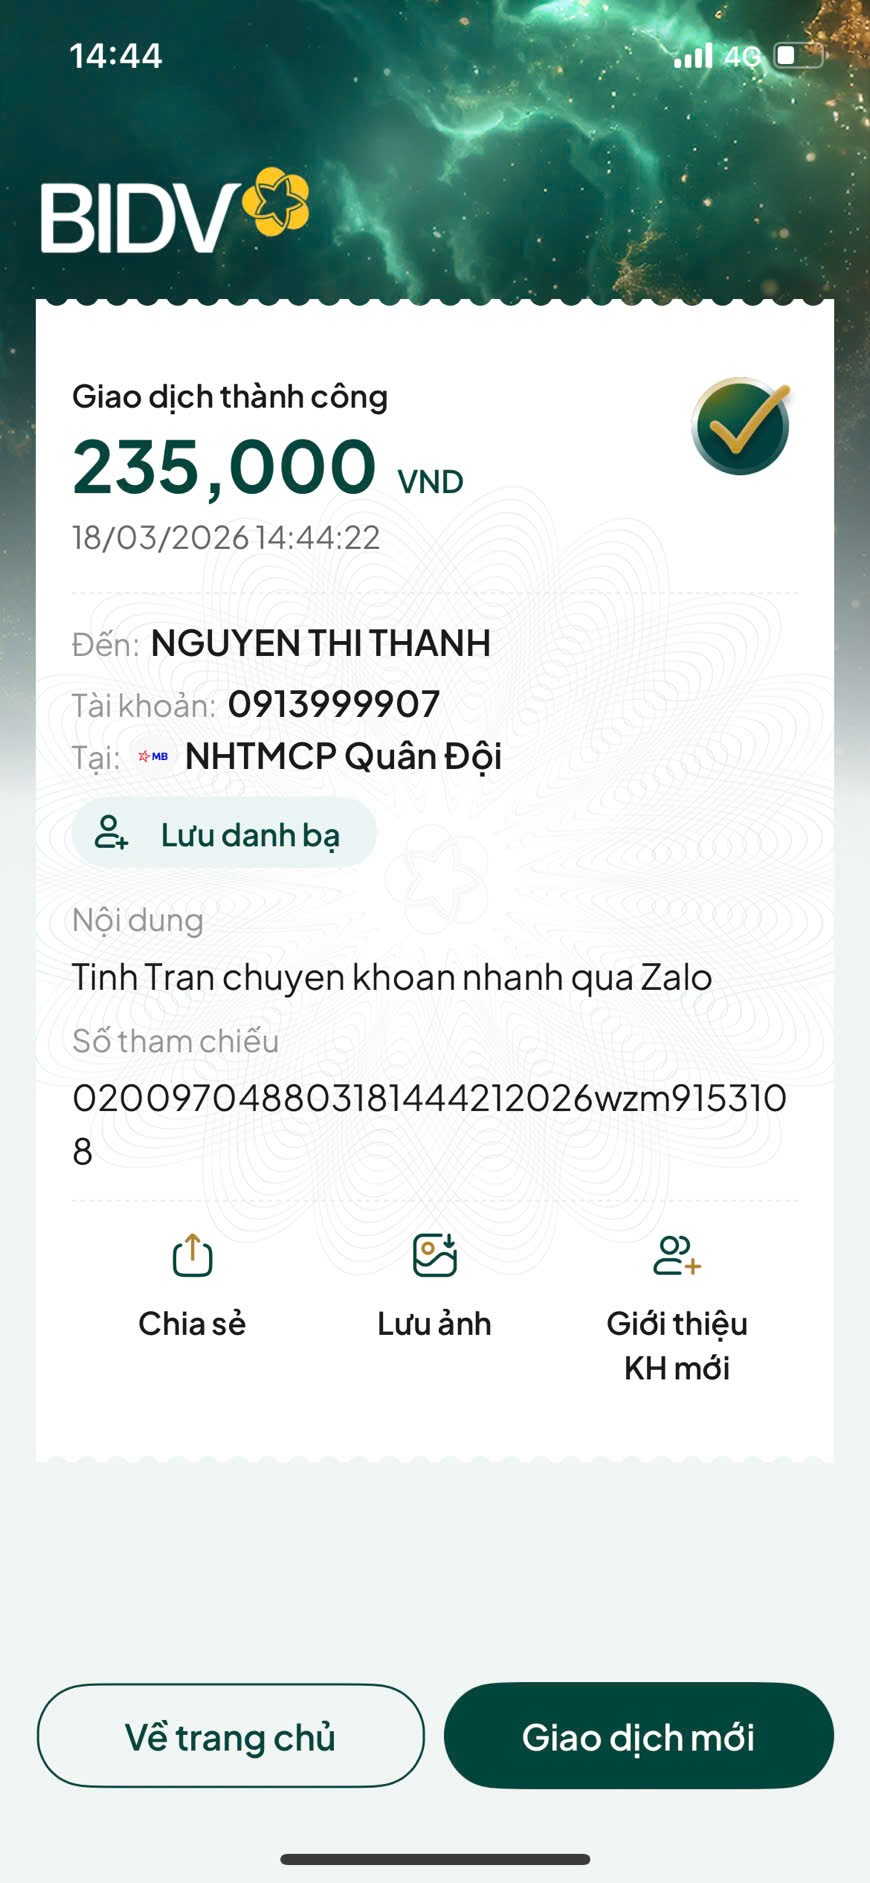 14:44
4G
BIDV
Giao dịch thành công
235,000 VND
18/03/2026 14:44:22
Đến: NGUYEN THI THANH
Tài khoản: 0913999907
Tại: MB NHTMCP Quân Đội
Lưu danh bạ
Nội dung
Tinh Tran chuyen khoan nhanh qua Zalo
Số tham chiếu
020097048803181444212026wzm915310
8
Chia sẻ
Lưu ảnh
Giới thiệu
KH mới
Về trang chủ
Giao dịch mới